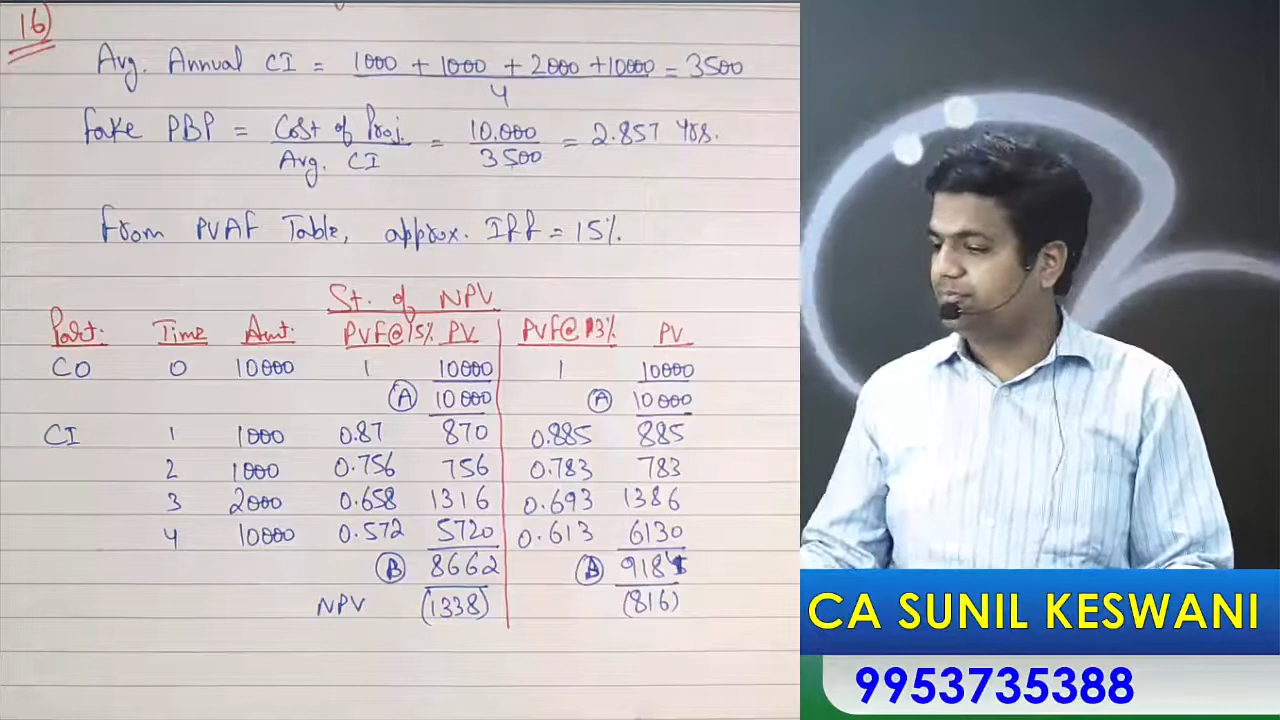 16)
Avg. Annual CI = 1000 + 1000 + 2000 + 10000 = 3500
4
fake PBP = Cost of Proj. = 10.000 = 2.857 Yrs.
Avg. CI 3500
from PVAF Table, approx. Iff = 15%.
St. of NPV
Part. Time Amt. PVF@15% PV PVF@13% PV
CO 0 10000 1 10000 1 10000
A 10000 A 10000
CI 1 1000 0.87 870 0.885 885
2 1000 0.756 756 0.783 783
3 2000 0.658 1316 0.693 1386
4 10000 0.572 5720 0.613 6130
B 8662 B 9184
NPV (1338) (816)
CA SUNIL KESWANI
9953735388